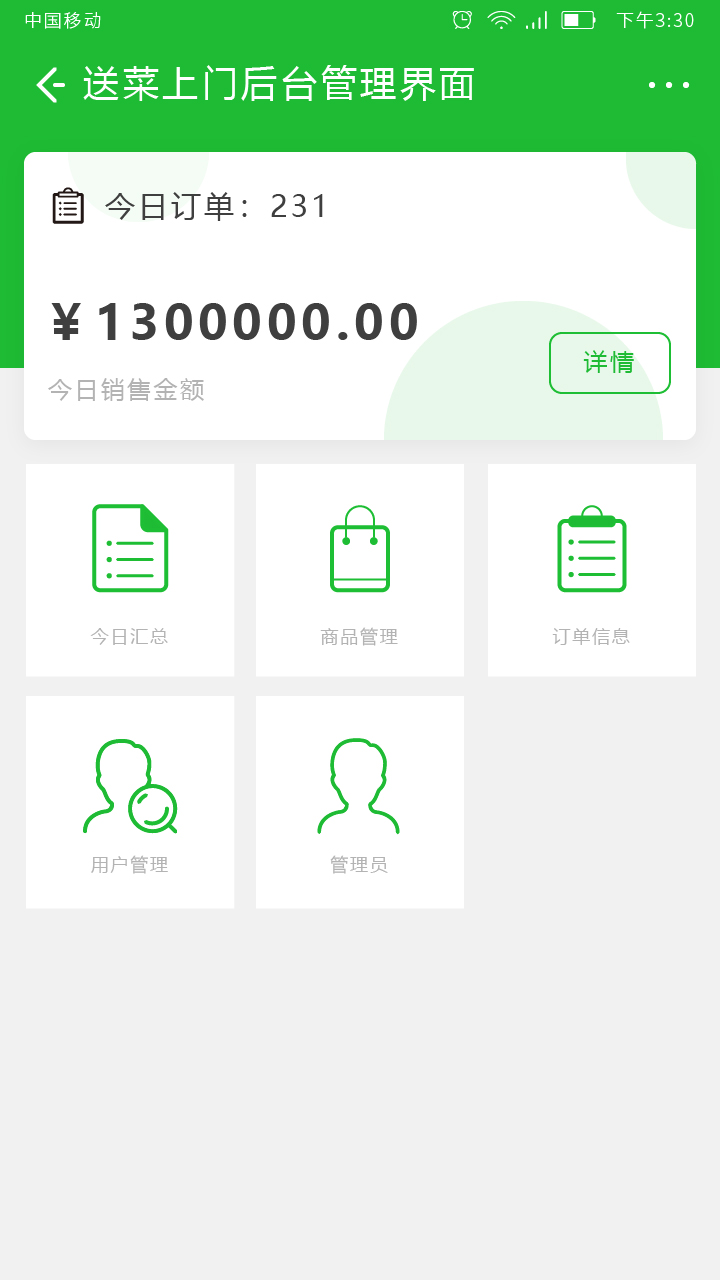 中国移动 下午3:30
送菜上门后台管理界面
今日订单：231
¥1300000.00
详情
今日销售金额
今日汇总 商品管理 订单信息
用户管理 管理员